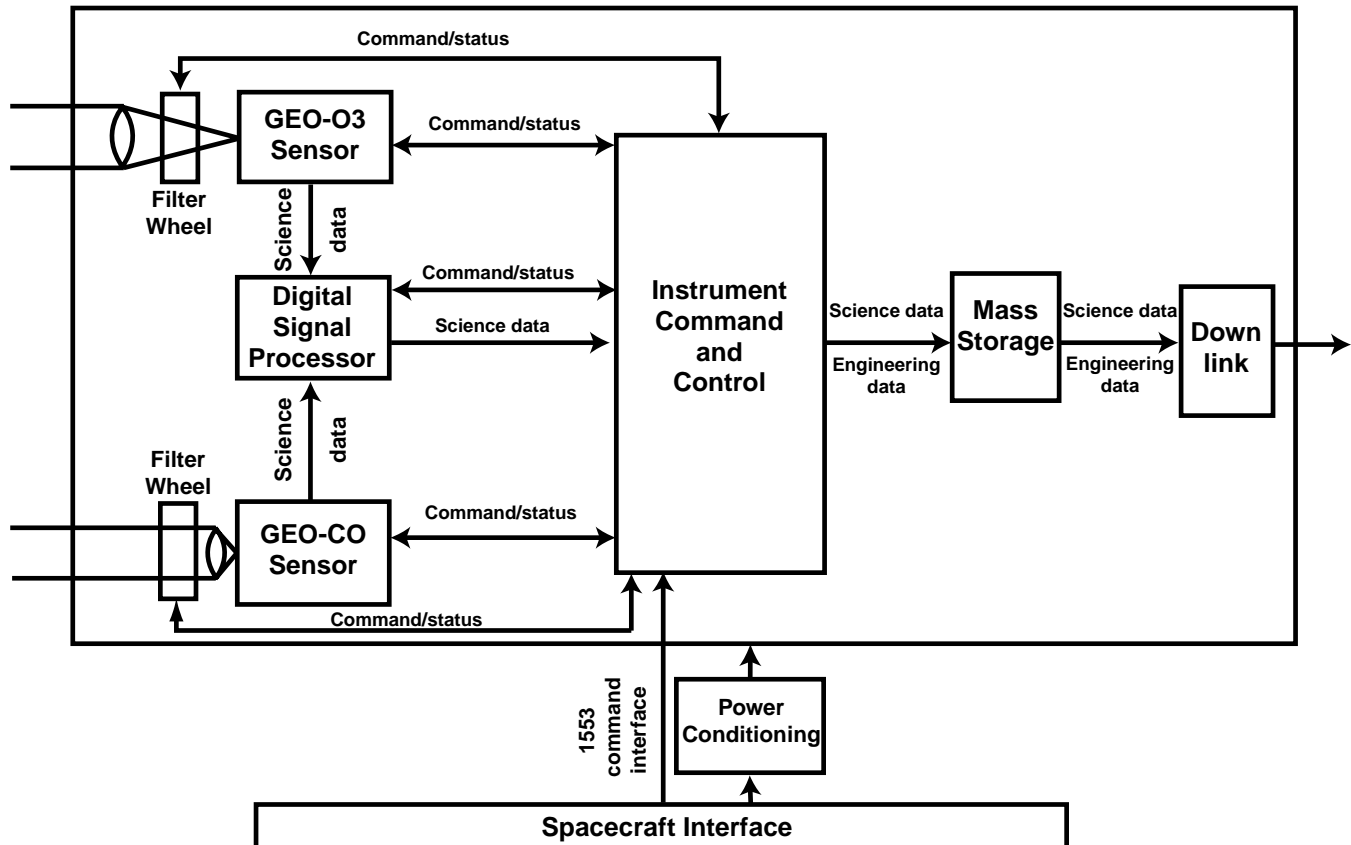 Command/status
GEO-O3
Sensor
Command/status
Filter
Wheel
Science
data
Digital
Signal
Processor
Command/status
Science data
Instrument
Command
and
Control
Science data
Engineering
data
Mass
Storage
Science data
Engineering
data
Down
link
Science
data
Filter
Wheel
GEO-CO
Sensor
Command/status
Command/status
1553
command
interface
Power
Conditioning
Spacecraft Interface